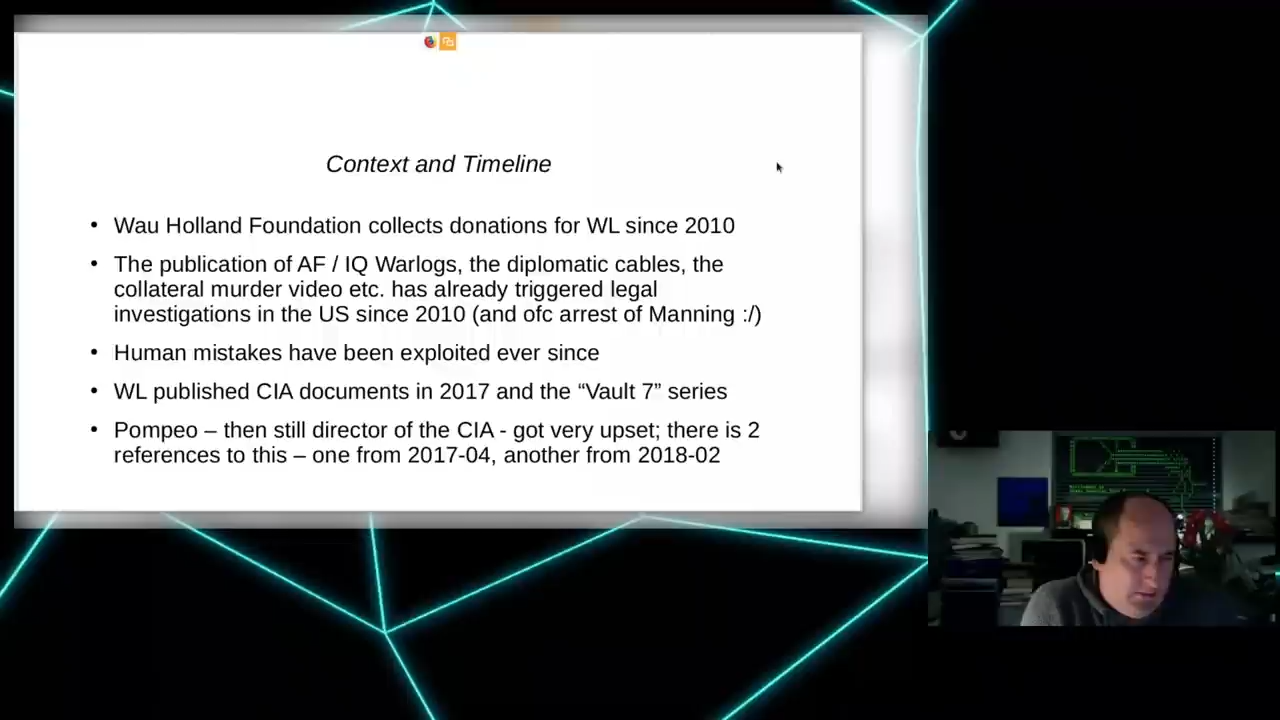 Context and Timeline
• Wau Holland Foundation collects donations for WL since 2010
• The publication of AF / IQ Warlogs, the diplomatic cables, the
collateral murder video etc. has already triggered legal
investigations in the US since 2010 (and ofc arrest of Manning :/)
• Human mistakes have been exploited ever since
• WL published CIA documents in 2017 and the “Vault 7” series
• Pompeo – then still director of the CIA - got very upset; there is 2
references to this – one from 2017-04, another from 2018-02